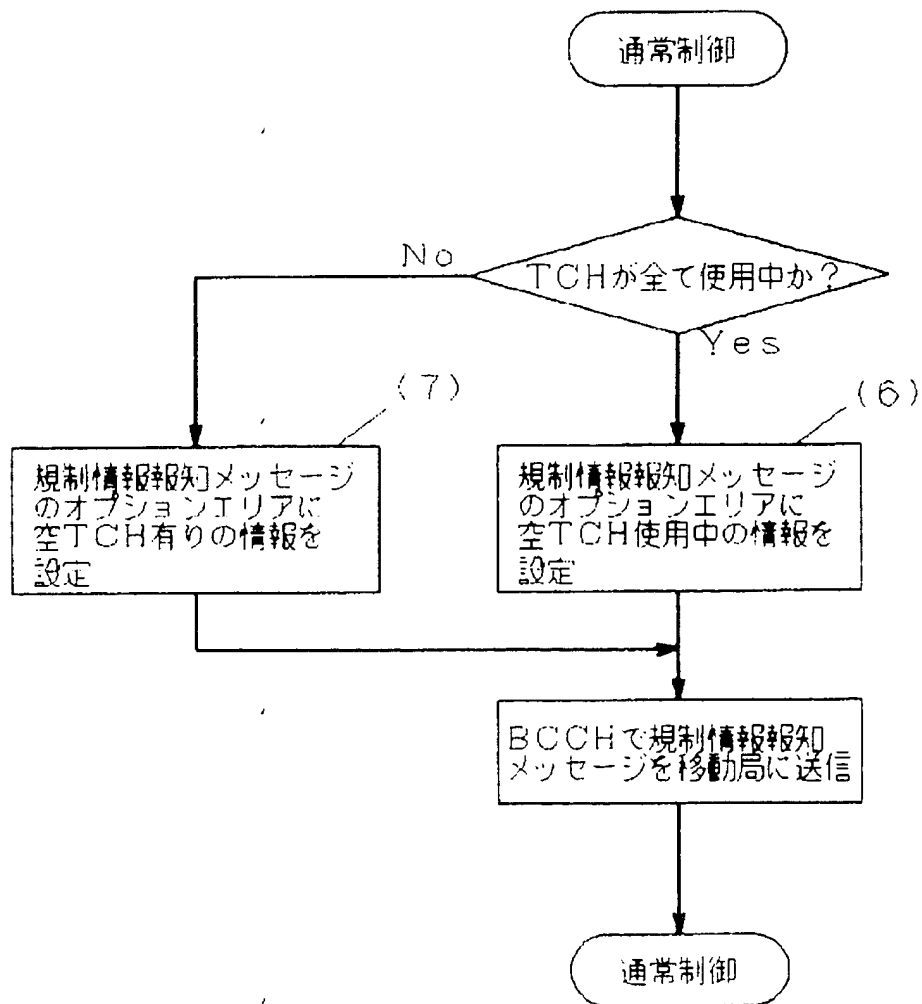 通常制御
No
TCHが全て使用中か?
Yes
(7)
(6)
規制情報報知メッセージ
のオプションエリアに
空TCH有りの情報を
設定
規制情報報知メッセージ
のオプションエリアに
空TCH使用中の情報を
設定
BCCHで規制情報報知
メッセージを移動局に送信
通常制御